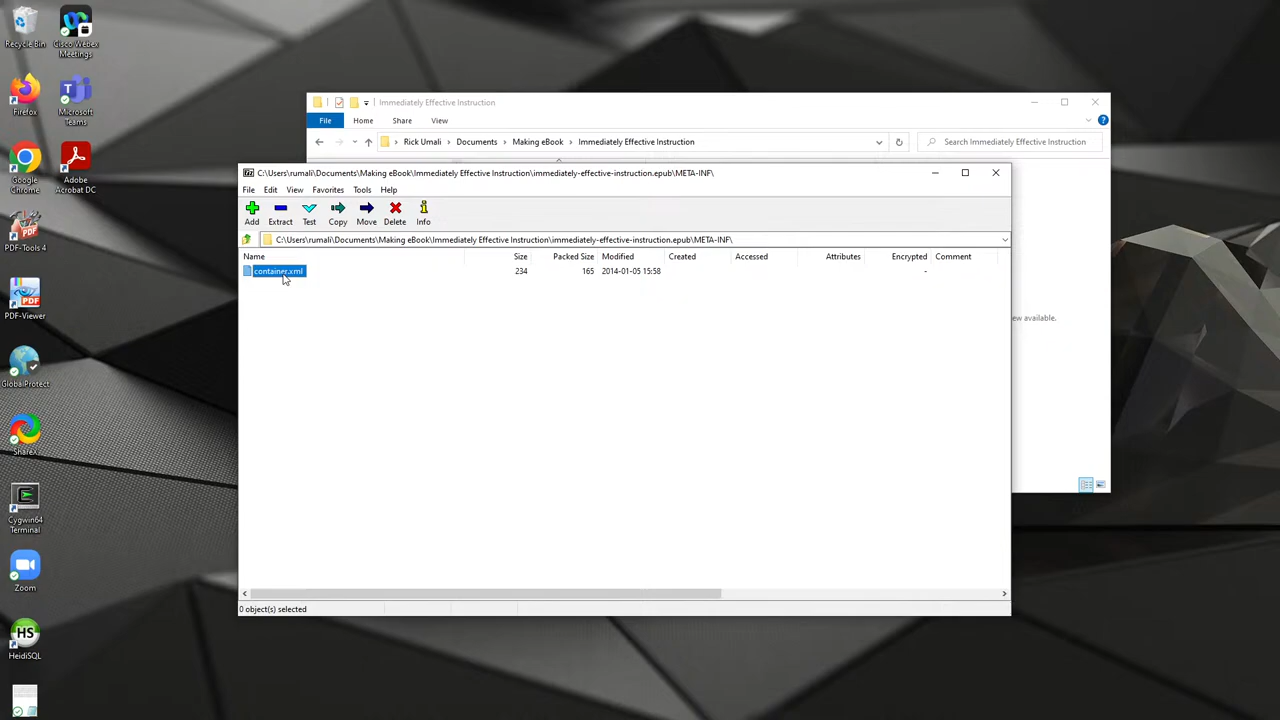 Recycle Bin
Cisco Webex
Meetings
Firefox
Microsoft
Teams
Chrome
Adobe
Acrobat DC
PDF-Tools 4
PDF-Viewer
GlobalProtect
ShareX
Cygwin64
Terminal
Zoom
HS
HeidiSQL
Immediately Effective Instruction
File Home Share View
Rick Umali > Documents > Making eBook > Immediately Effective Instruction
Search Immediately Effective Instruction
C:\Users\rumali\Documents\Making eBook\Immediately Effective Instruction\immediately-effective-instruction.epub\META-INF\
File Edit View Favorites Tools Help
Add Extract Test Copy Move Delete Info
C:\Users\rumali\Documents\Making eBook\Immediately Effective Instruction\immediately-effective-instruction.epub\META-INF\
Name Size Packed Size Modified Created Accessed Attributes Encrypted Comment
container.xml 234 165 2014-01-05 15:58 -
ew available.
0 object(s) selected